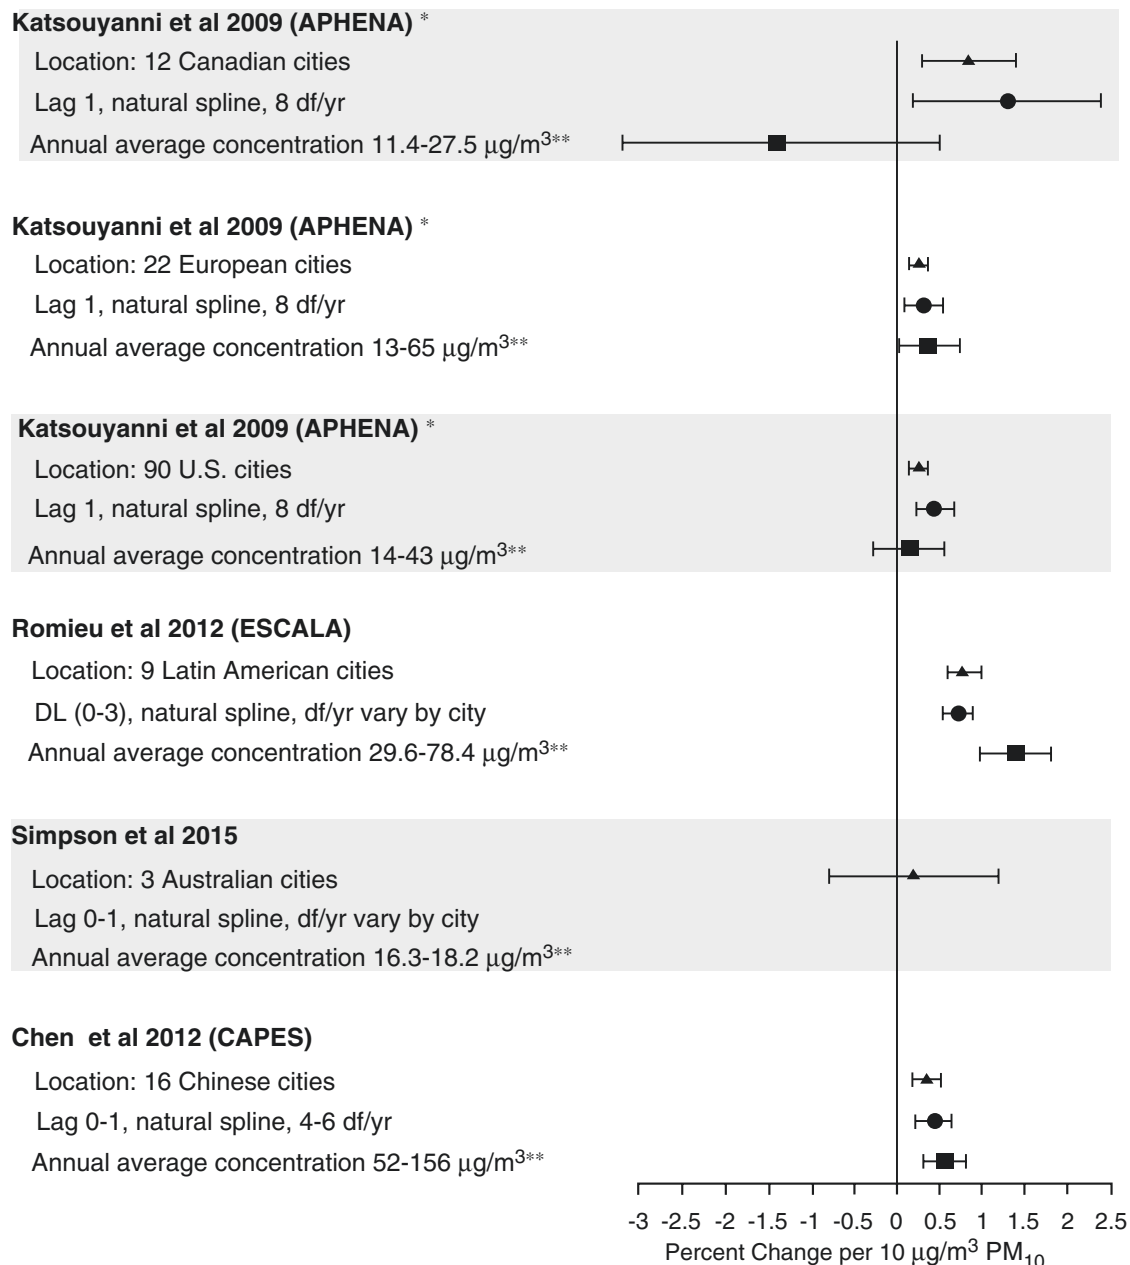 Katsouyanni et al 2009 (APHENA) *
Location: 12 Canadian cities
Lag 1, natural spline, 8 df/yr
Annual average concentration 11.4-27.5 μg/m³**
Katsouyanni et al 2009 (APHENA) *
Location: 22 European cities
Lag 1, natural spline, 8 df/yr
Annual average concentration 13-65 μg/m³**
Katsouyanni et al 2009 (APHENA) *
Location: 90 U.S. cities
Lag 1, natural spline, 8 df/yr
Annual average concentration 14-43 μg/m³**
Romieu et al 2012 (ESCALA)
Location: 9 Latin American cities
DL (0-3), natural spline, df/yr vary by city
Annual average concentration 29.6-78.4 μg/m³**
Simpson et al 2015
Location: 3 Australian cities
Lag 0-1, natural spline, df/yr vary by city
Annual average concentration 16.3-18.2 μg/m³**
Chen et al 2012 (CAPES)
Location: 16 Chinese cities
Lag 0-1, natural spline, 4-6 df/yr
Annual average concentration 52-156 μg/m³**
-3 -2.5 -2 -1.5 -1 -0.5 0 0.5 1 1.5 2 2.5
Percent Change per 10 μg/m³ PM₁₀